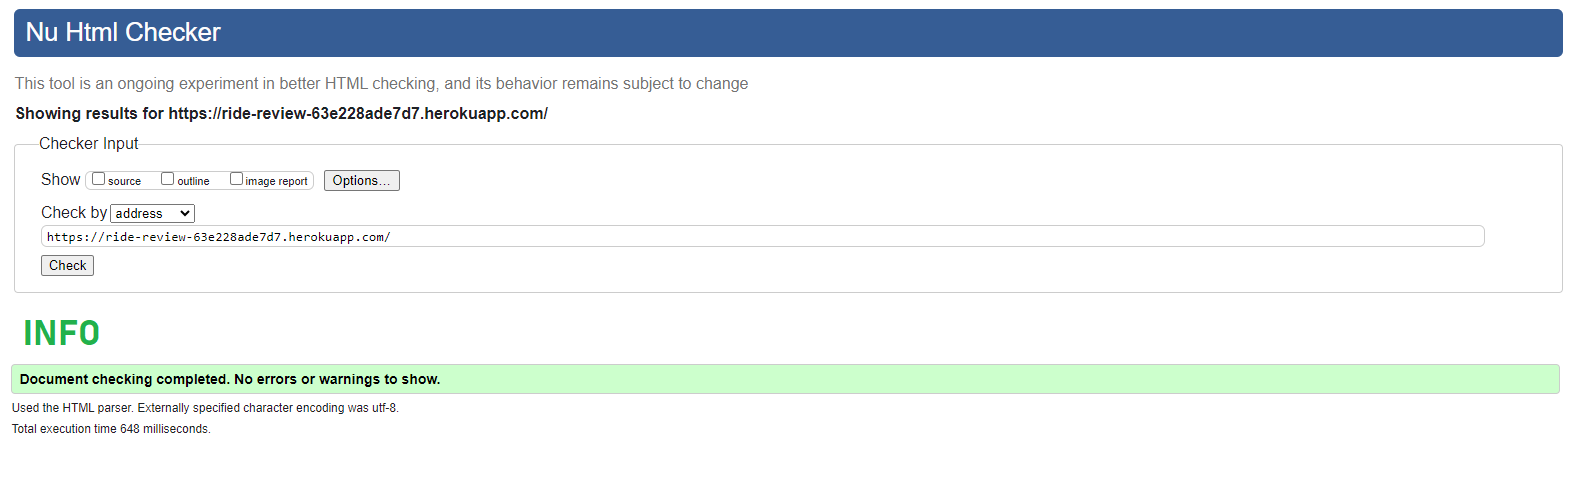 Nu Html Checker
This tool is an ongoing experiment in better HTML checking, and its behavior remains subject to change
Showing results for https://ride-review-63e228ade7d7.herokuapp.com/
Checker Input
Show source outline image report Options...
Check by address
https://ride-review-63e228ade7d7.herokuapp.com/
Check
INFO
Document checking completed. No errors or warnings to show.
Used the HTML parser. Externally specified character encoding was utf-8.
Total execution time 648 milliseconds.